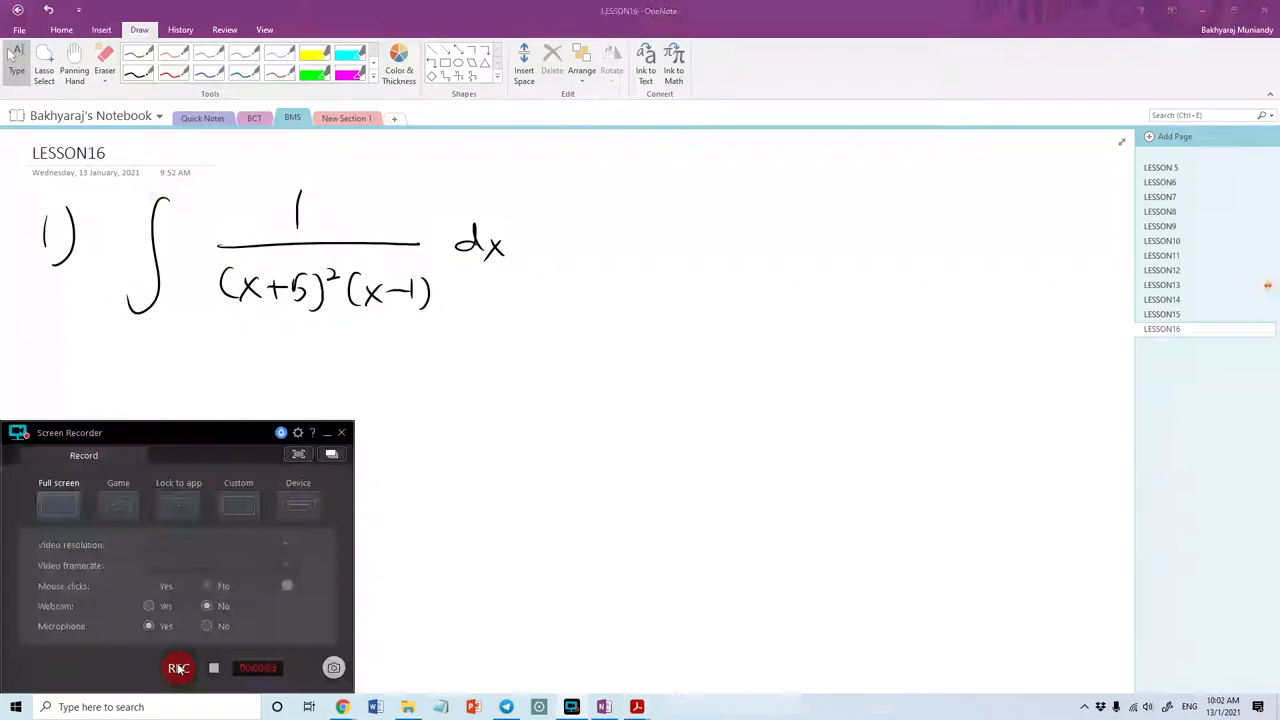 LESSON16 - OneNote
File Home Insert Draw History Review View
Bakhyaraj Muniandy
Type Lasso Select Panning Hand Eraser Color & Thickness Insert Space Delete Arrange Rotate Ink to Text Ink to Math
Tools Shapes Edit Convert
Bakhyaraj's Notebook Quick Notes BCT BMS New Section 1 Search (Ctrl+E)
Add Page
LESSON16
Wednesday, 13 January, 2021 9:52 AM
1) ∫ 1 / (x+5)²(x−1) dx
LESSON 5
LESSON6
LESSON7
LESSON8
LESSON9
LESSON10
LESSON11
LESSON12
LESSON13
LESSON14
LESSON15
LESSON16
Screen Recorder
Record
Full screen Game Lock to app Custom Device
Video resolution:
Video framerate:
Mouse clicks: Yes No
Webcam: Yes No
Microphone: Yes No
REC 00:00:03
Type here to search
ENG
10:02 AM
13/1/2021